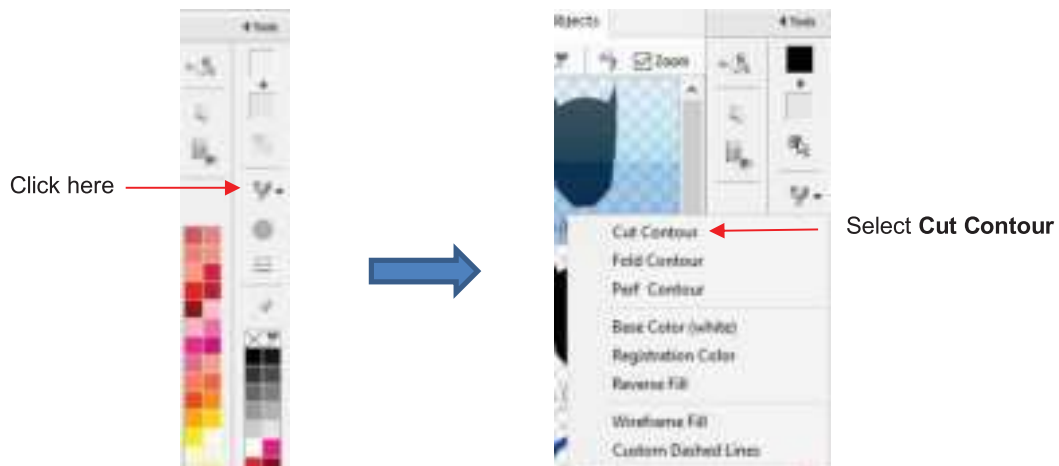 Tools
Click here
Objects
Tools
Zoom
Cut Contour
Fold Contour
Perf Contour
Base Color (white)
Registration Color
Reverse Fill
Wireframe Fill
Custom Dashed Lines
Select Cut Contour